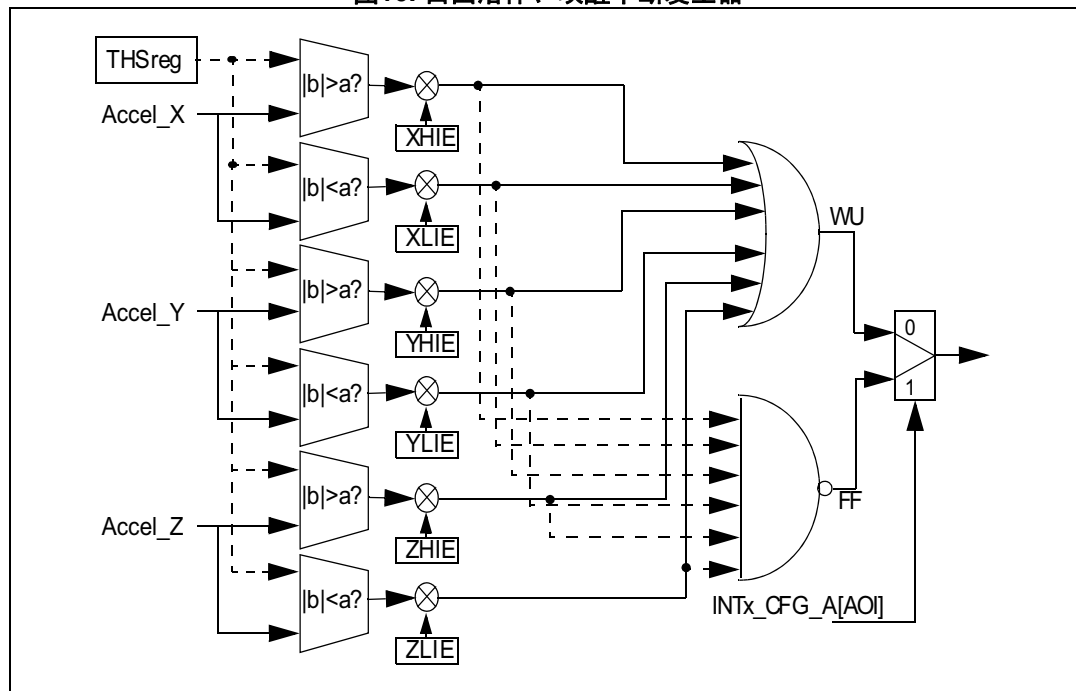 THSreg
Accel_X
|b|>a?
XHIE
|b|<a?
XLIE
Accel_Y
|b|>a?
YHIE
|b|<a?
YLIE
Accel_Z
|b|>a?
ZHIE
|b|<a?
ZLIE
WU
0
1
FF
INTx_CFG_A[AOI]